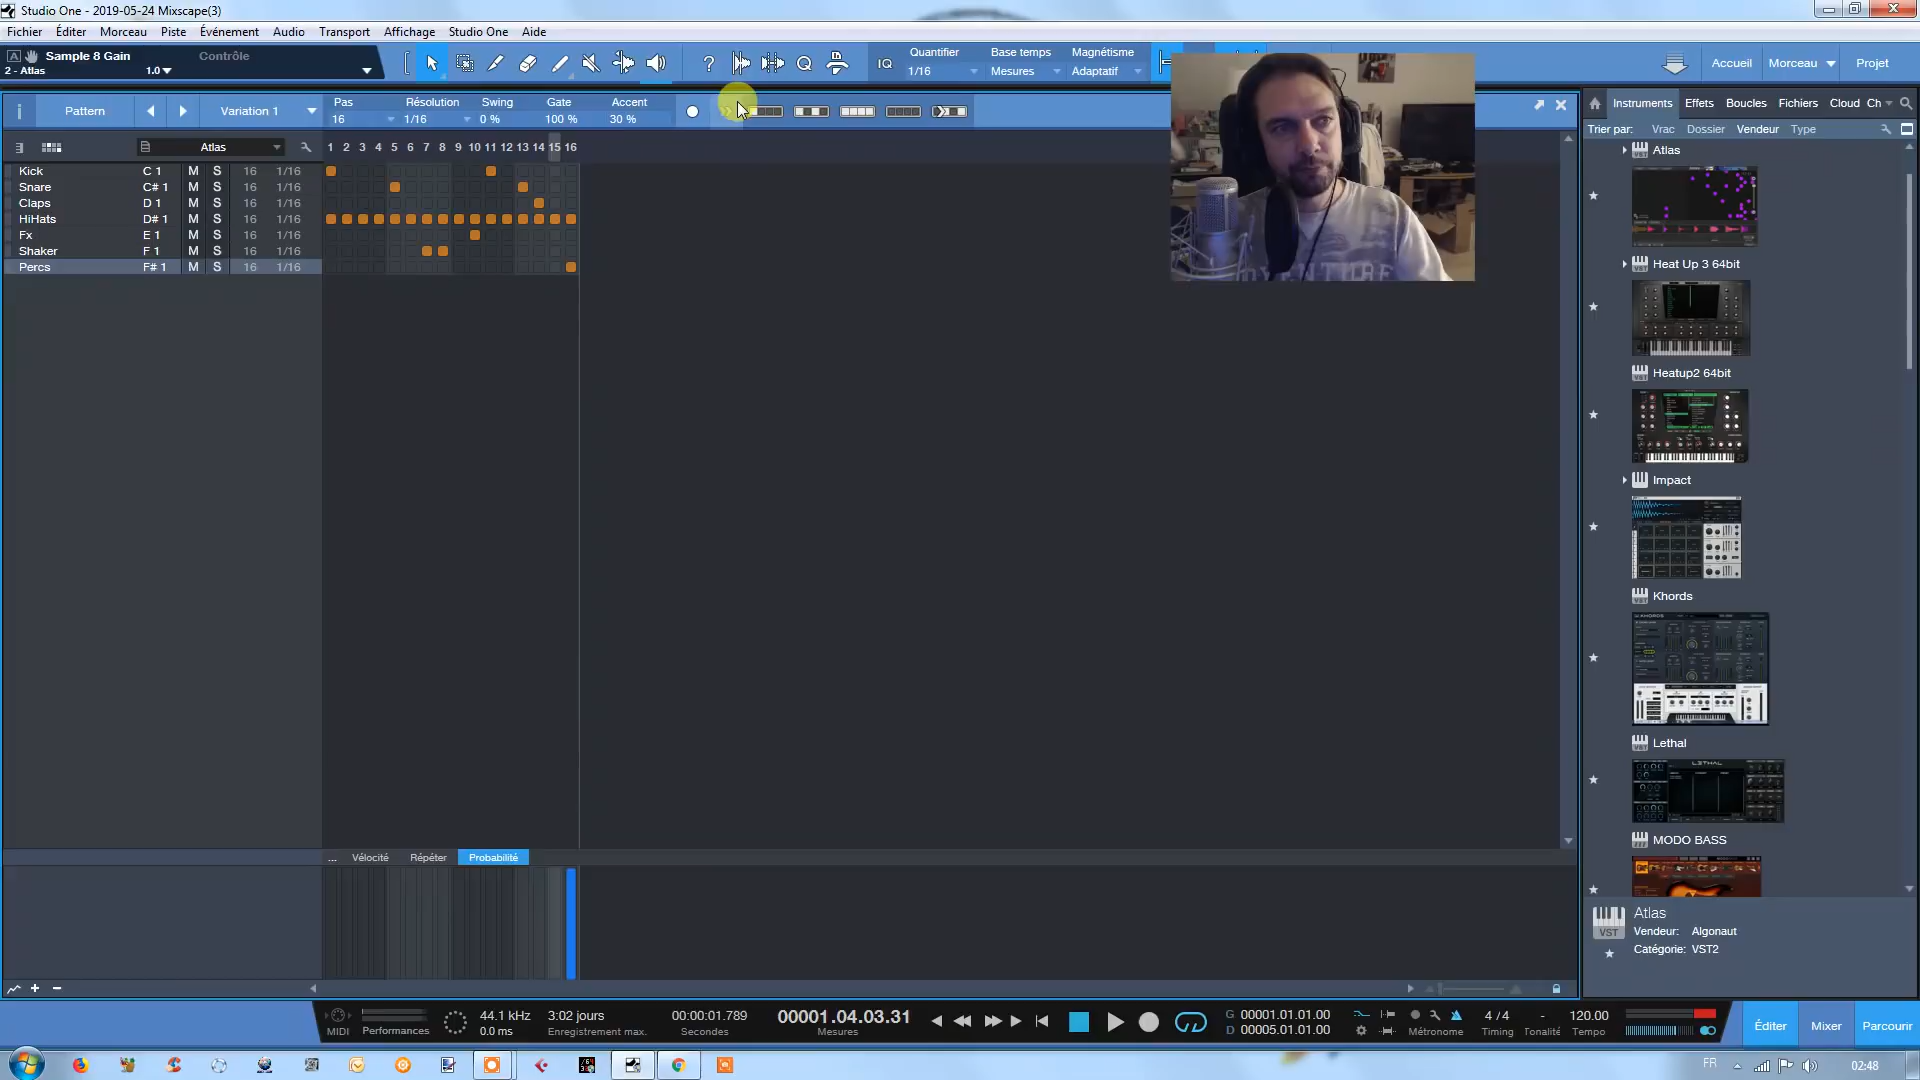 Studio One - 2019-05-24 Mixscape(3)
Fichier Éditer Morceau Piste Événement Audio Transport Affichage Studio One Aide
Sample 8 Gain Contrôle
2 - Atlas 1.0
IQ
Quantifier Base temps Magnétisme
1/16 Mesures Adaptatif
Accueil Morceau Projet
Pattern Variation 1
Pas Résolution Swing Gate Accent
16 1/16 0 % 100 % 30 %
Atlas
1 2 3 4 5 6 7 8 9 10 11 12 13 14 15 16
Kick C 1 M S 16 1/16
Snare C# 1 M S 16 1/16
Claps D 1 M S 16 1/16
HiHats D# 1 M S 16 1/16
Fx E 1 M S 16 1/16
Shaker F 1 M S 16 1/16
Percs F# 1 M S 16 1/16
... Vélocité Répéter Probabilité
Instruments Effets Boucles Fichiers Cloud Ch
Trier par: Vrac Dossier Vendeur Type
Atlas
Heat Up 3 64bit
Heatup2 64bit
Impact
Khords
Lethal
MODO BASS
Atlas
Vendeur: Algonaut
Catégorie: VST2
VST
MIDI Performances
44.1 kHz
0.0 ms
3:02 jours
Enregistrement max.
00:00:01.789
Secondes
00001.04.03.31
Mesures
G 00001.01.01.00
D 00005.01.01.00
Métronome
4 / 4
Timing
-
Tonalité
120.00
Tempo
Éditer Mixer Parcourir
FR 02:48